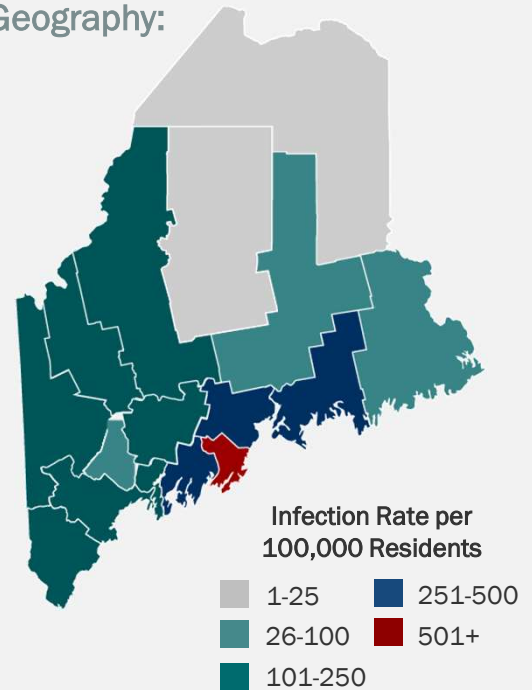 Geography:
Infection Rate per
100,000 Residents
1-25
251-500
26-100
501+
101-250